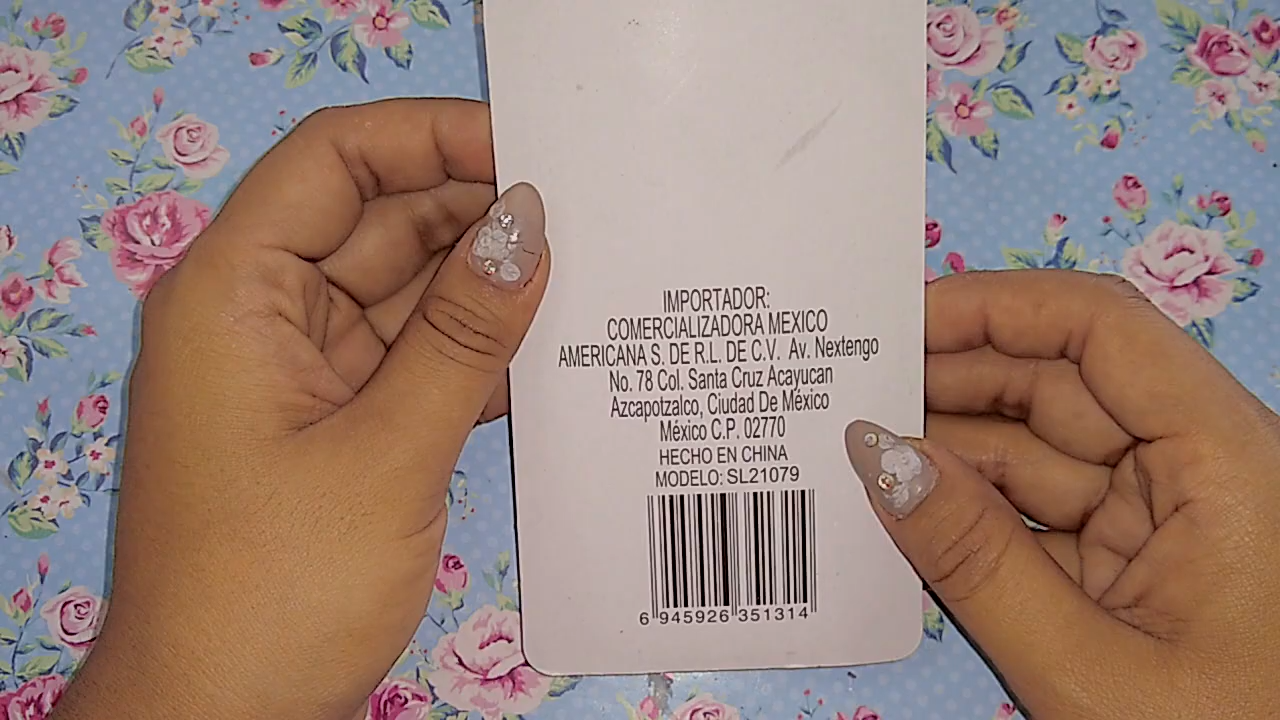 IMPORTADOR:
COMERCIALIZADORA MEXICO
AMERICANA S. DE R.L. DE C.V. Av. Nextengo
No. 78 Col. Santa Cruz Acayucan
Azcapotzalco, Ciudad De México
México C.P. 02770
HECHO EN CHINA
MODELO: SL21079
6 945926 351314